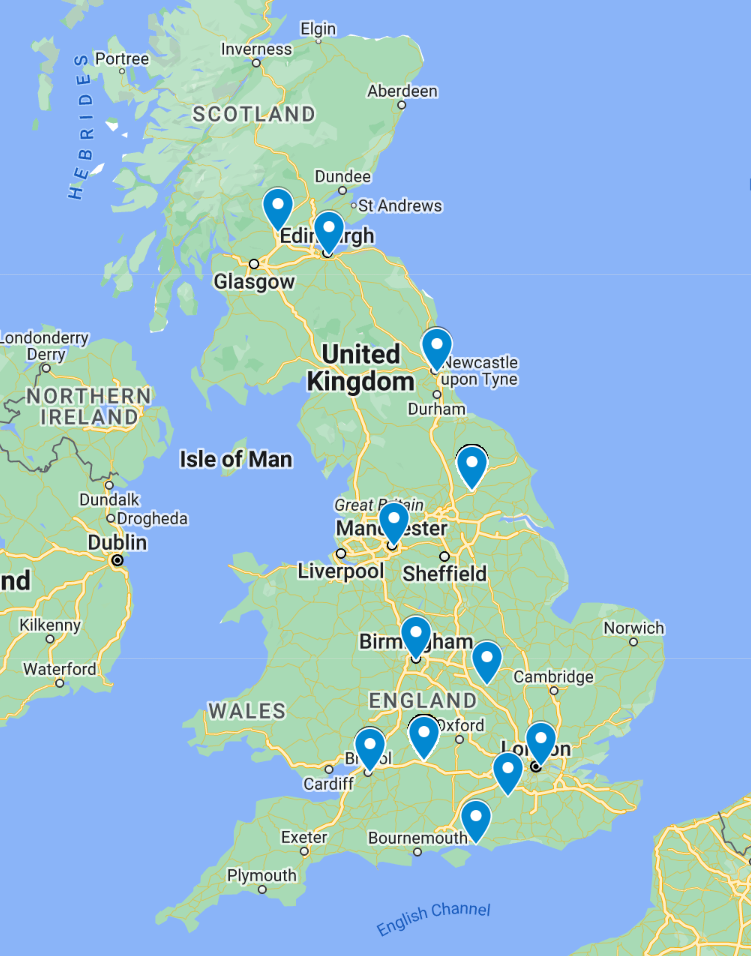 Elgin
Inverness
Portree
HEBRIDES
Aberdeen
SCOTLAND
Dundee
St Andrews
Edinburgh
Glasgow
Londonderry
Derry
United
Kingdom
Newcastle
upon Tyne
NORTHERN
IRELAND
Durham
Isle of Man
Dundalk
Great Britain
Drogheda
Manchester
Dublin
Liverpool
Sheffield
nd
Kilkenny
Norwich
Birmingham
Waterford
Cambridge
ENGLAND
WALES
Oxford
London
Bristol
Cardiff
Exeter
Bournemouth
Plymouth
English Channel